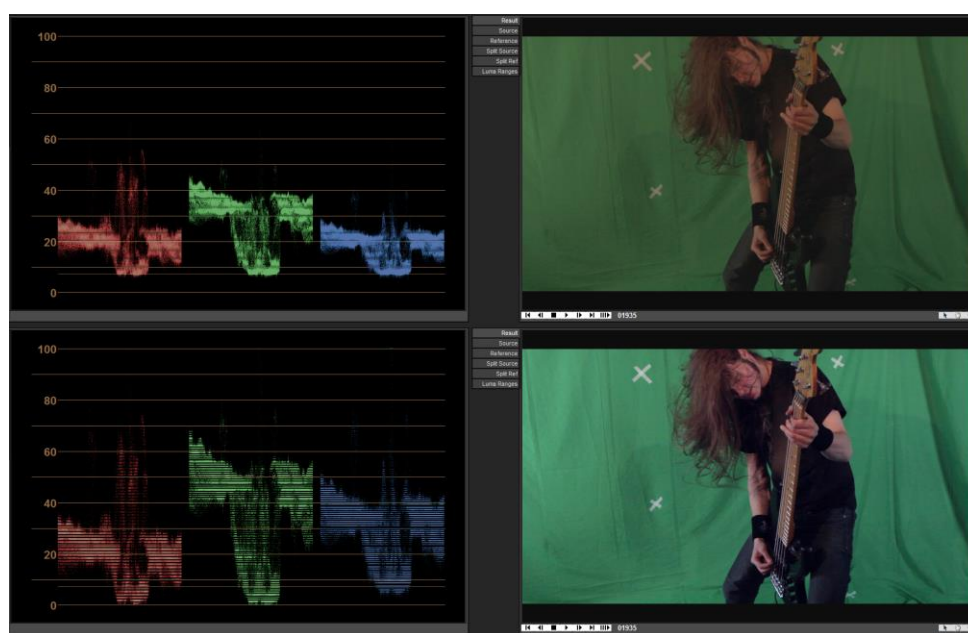 100
80
60
40
20
0
Result
Source
Reference
Split Source
Split Ref
Luma Ranges
01935
100
80
60
40
20
0
Result
Source
Reference
Split Source
Split Ref
Luma Ranges
01935